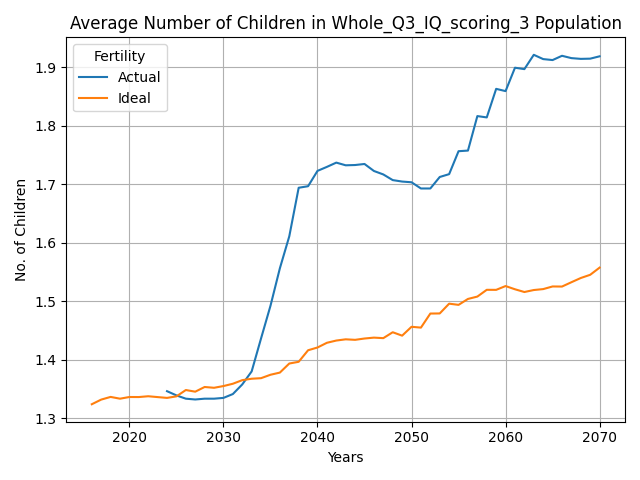 Average Number of Children in Whole_Q3_IQ_scoring_3 Population
Fertility
Actual
Ideal
No. of Children
1.9
1.8
1.7
1.6
1.5
1.4
1.3
2020 2030 2040 2050 2060 2070
Years